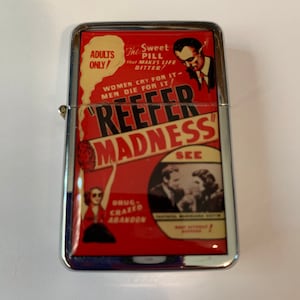 ADULTS
ONLY!
The Sweet
PILL
that MAKES LIFE
BITTER!
WOMEN CRY FOR IT-
MEN DIE FOR IT!
"REEFER
MADNESS"
SEE
DRUG-
CRAZED
ABANDON